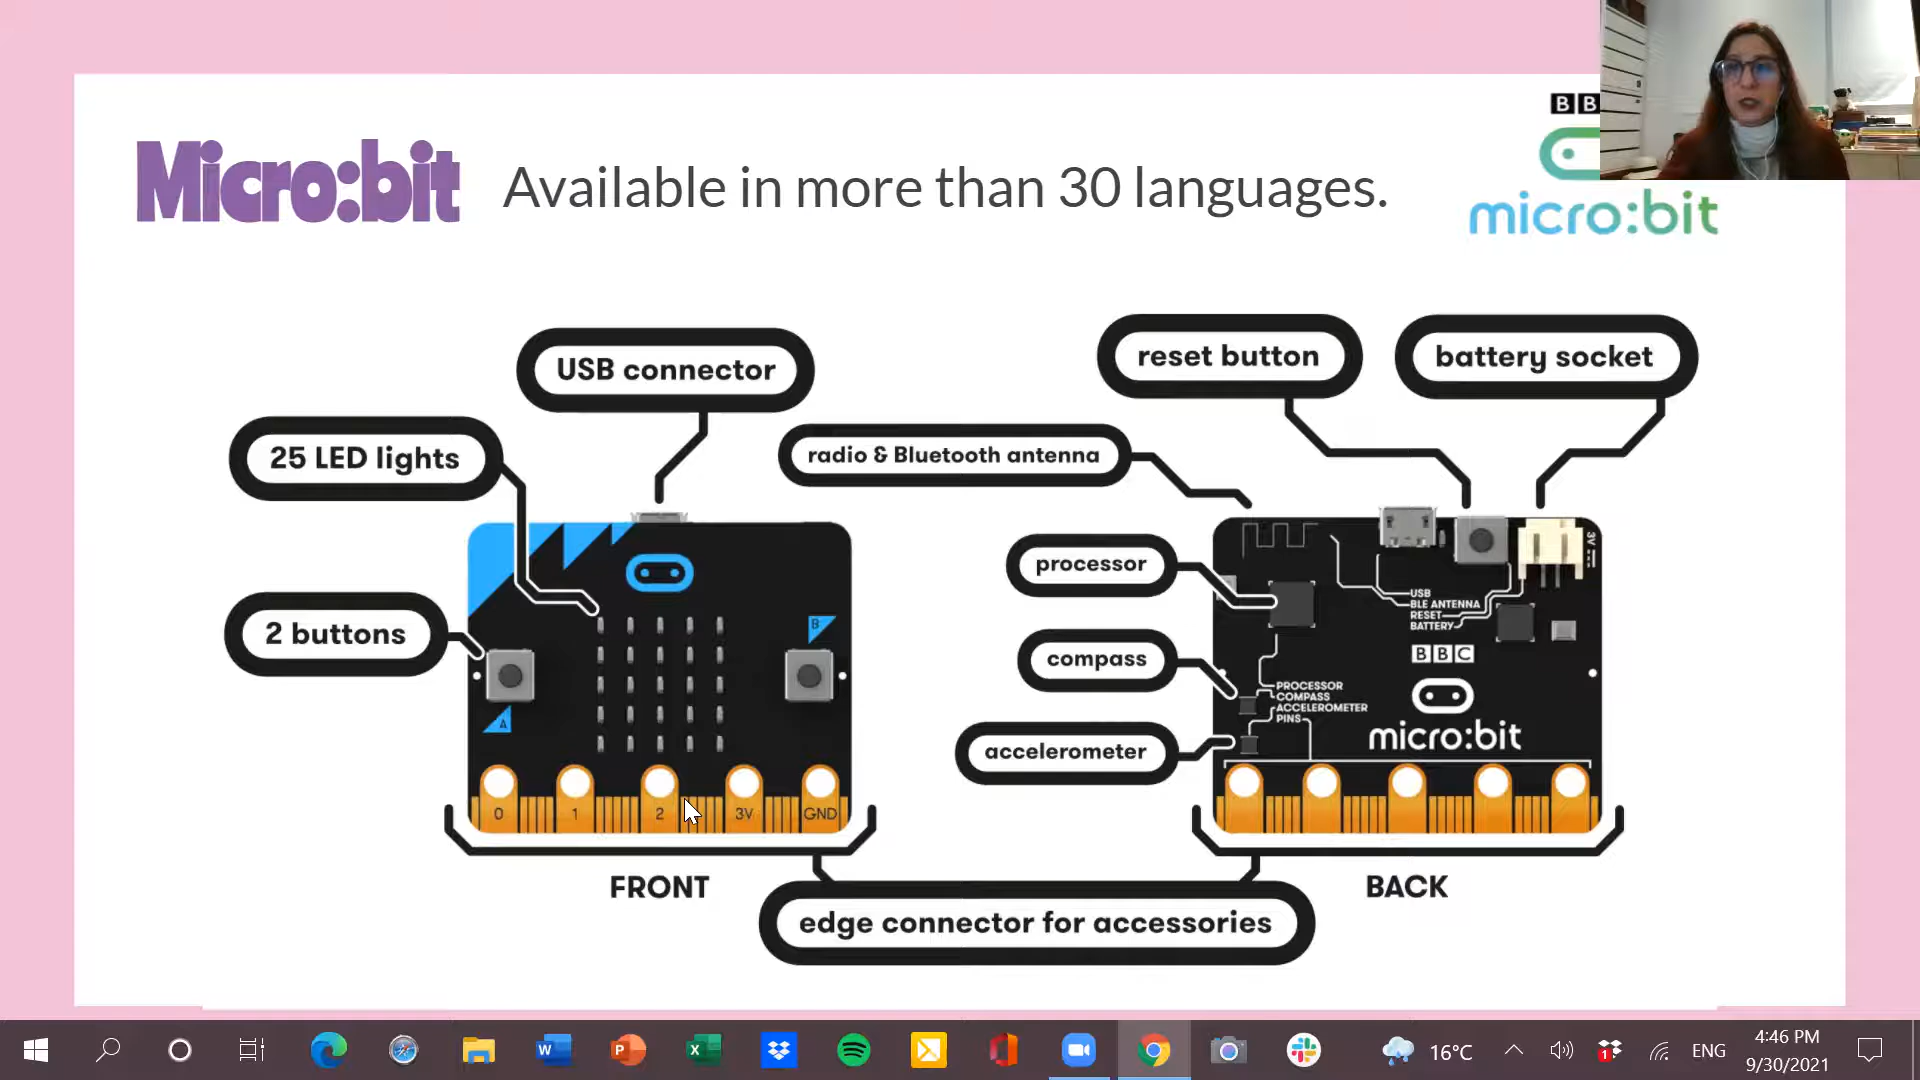 BB
Micro:bit
Available in more than 30 languages.
micro:bit
USB connector
reset button
battery socket
25 LED lights
radio & Bluetooth antenna
2 buttons
processor
compass
accelerometer
B
A
0
1
2
3V
GND
3V
USB
BLE ANTENNA
RESET
BATTERY
BBC
PROCESSOR
COMPASS
ACCELEROMETER
PINS
micro:bit
FRONT
BACK
edge connector for accessories
W
P
X
1
16°C
ENG
4:46 PM
9/30/2021